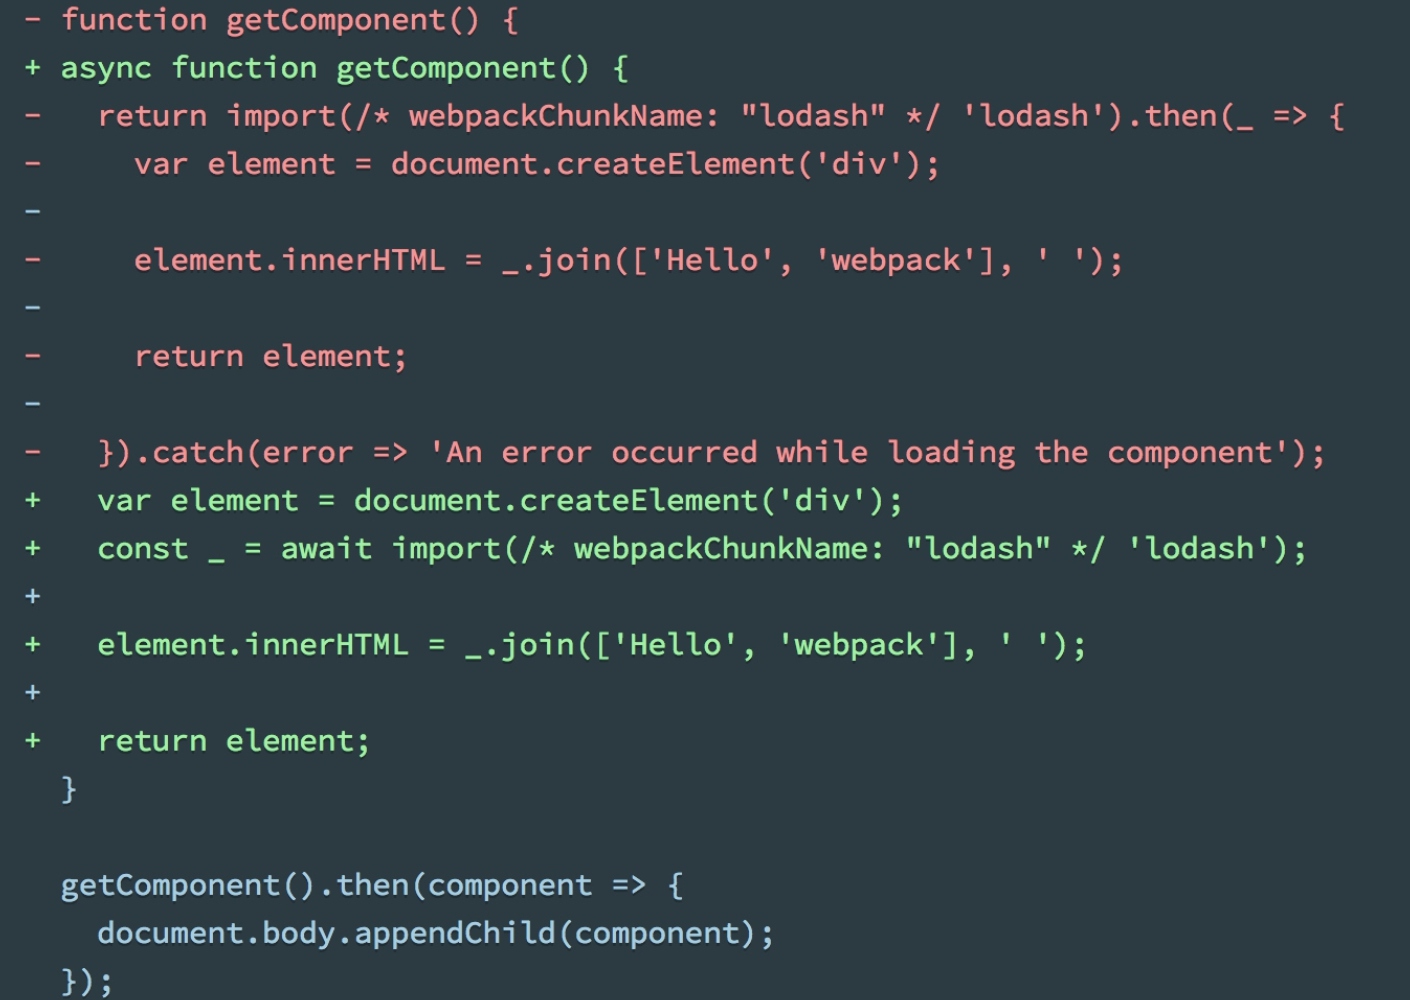 - function getComponent() {
+ async function getComponent() {
-   return import(/* webpackChunkName: "lodash" */ 'lodash').then(_ => {
-     var element = document.createElement('div');
-
-     element.innerHTML = _.join(['Hello', 'webpack'], ' ');
-
-     return element;
-
-   }).catch(error => 'An error occurred while loading the component');
+   var element = document.createElement('div');
+   const _ = await import(/* webpackChunkName: "lodash" */ 'lodash');
+
+   element.innerHTML = _.join(['Hello', 'webpack'], ' ');
+
+   return element;
  }

  getComponent().then(component => {
    document.body.appendChild(component);
  });